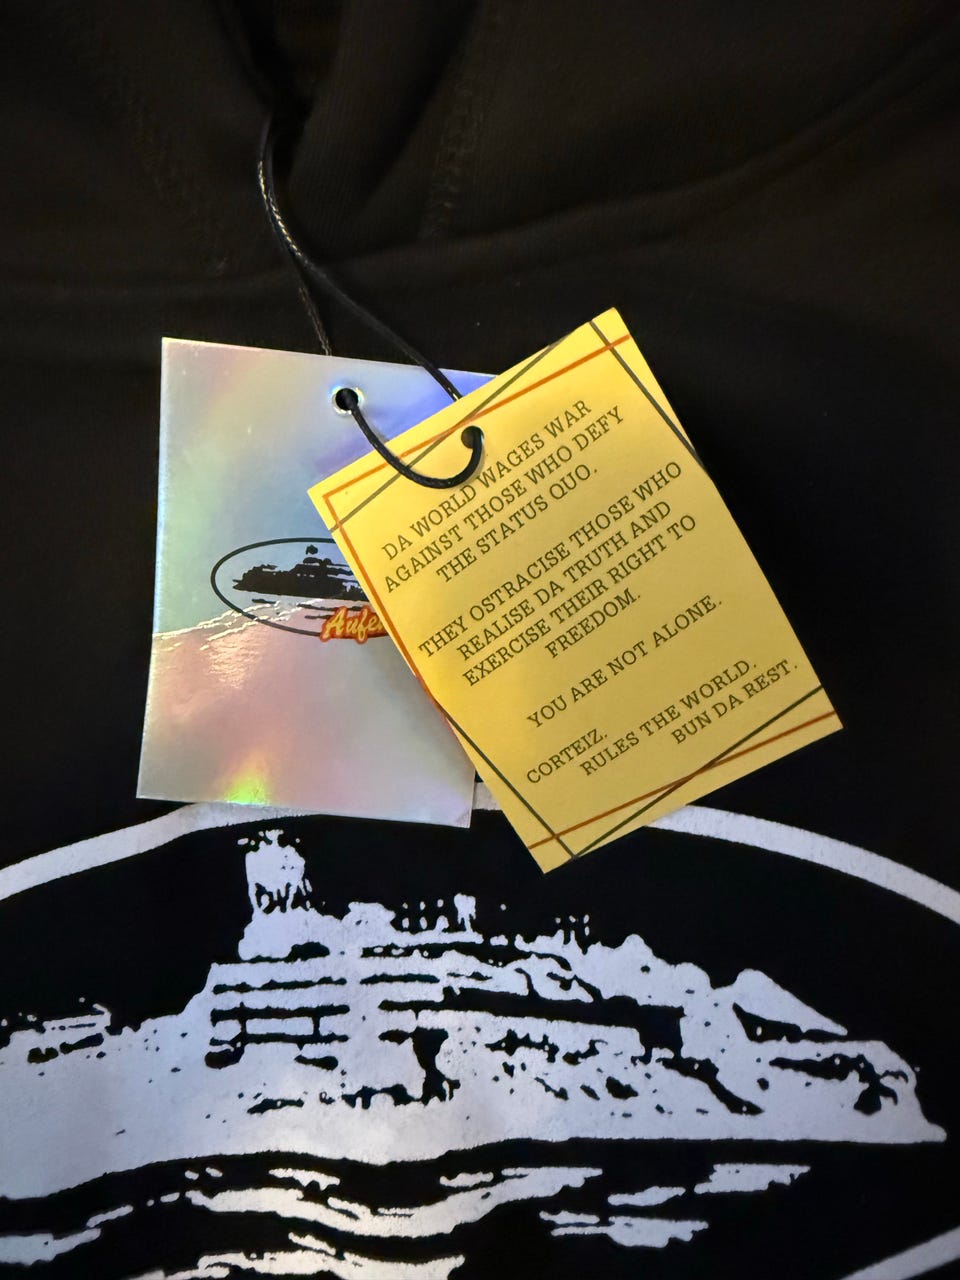 DA WORLD WAGES WAR
AGAINST THOSE WHO DEFY
THE STATUS QUO.
THEY OSTRACISE THOSE WHO
REALISE DA TRUTH AND
EXERCISE THEIR RIGHT TO
FREEDOM.
YOU ARE NOT ALONE.
CORTEIZ.
RULES THE WORLD.
BUN DA REST.